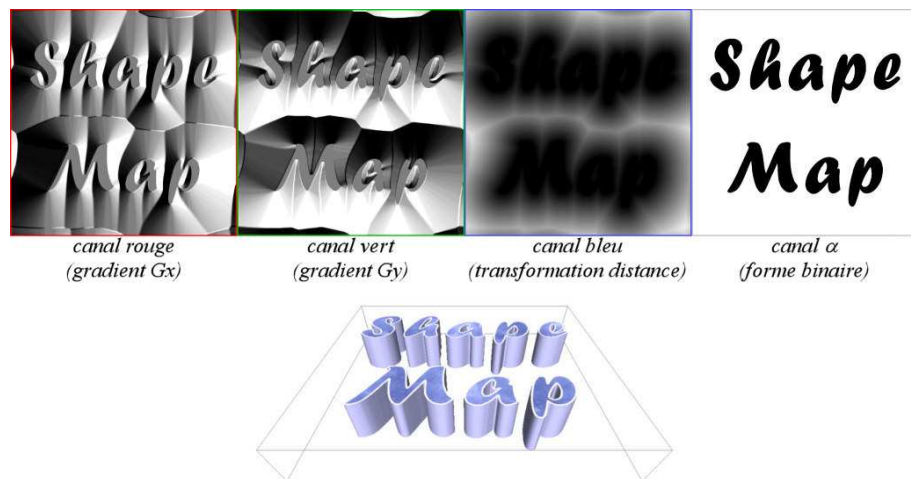 Shape
Map
Shape
Map
Shape
Map
Shape
Map
canal rouge
(gradient Gx)
canal vert
(gradient Gy)
canal bleu
(transformation distance)
canal α
(forme binaire)
Shape
Map